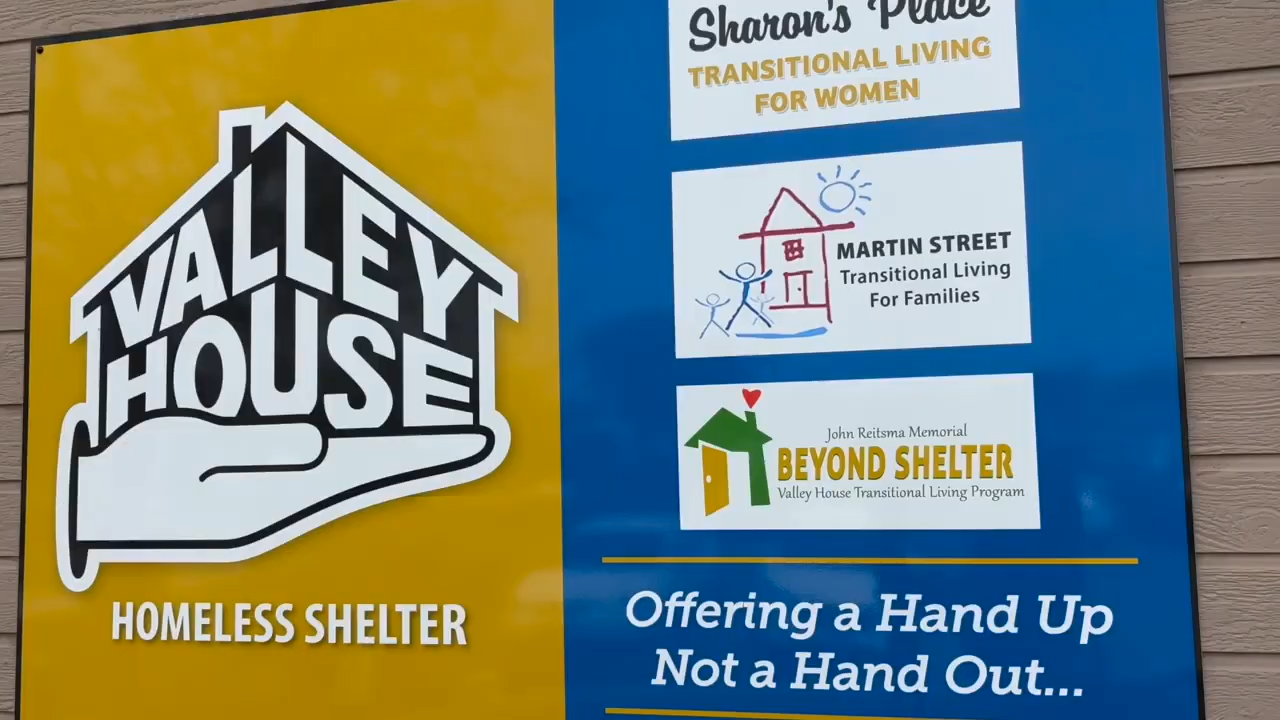 VALLEY
HOUSE
HOMELESS SHELTER
Sharon's Place
TRANSITIONAL LIVING
FOR WOMEN
MARTIN STREET
Transitional Living
For Families
John Reitsma Memorial
BEYOND SHELTER
Valley House Transitional Living Program
Offering a Hand Up
Not a Hand Out...